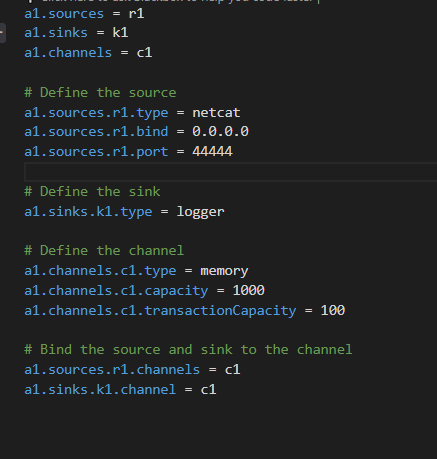 a1.sources = r1
a1.sinks = k1
a1.channels = c1
# Define the source
a1.sources.r1.type = netcat
a1.sources.r1.bind = 0.0.0.0
a1.sources.r1.port = 44444
# Define the sink
a1.sinks.k1.type = logger
# Define the channel
a1.channels.c1.type = memory
a1.channels.c1.capacity = 1000
a1.channels.c1.transactionCapacity = 100
# Bind the source and sink to the channel
a1.sources.r1.channels = c1
a1.sinks.k1.channel = c1